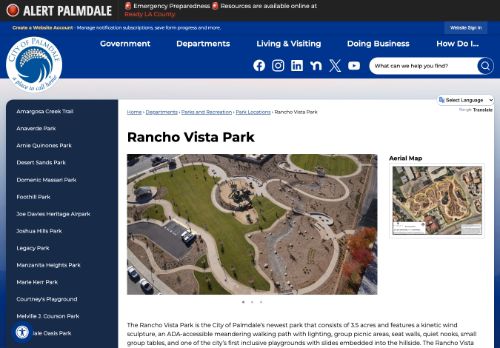 ALERT PALMDALE
🚨 Emergency Preparedness 🚨 Resources are available online at
Ready LA County.
Create a Website Account - Manage notification subscriptions, save form progress and more.
Website Sign In
CITY OF PALMDALE
a place to call home
Government
Departments
Living & Visiting
Doing Business
How Do I...
What can we help you find?
Select Language
Google Translate
Amargosa Creek Trail
Anaverde Park
Arnie Quinones Park
Desert Sands Park
Domenic Massari Park
Foothill Park
Joe Davies Heritage Airpark
Joshua Hills Park
Legacy Park
Manzanita Heights Park
Marie Kerr Park
Courtney's Playground
Melville J. Courson Park
dale Oasis Park
Home › Departments › Parks and Recreation › Park Locations › Rancho Vista Park
Rancho Vista Park
Aerial Map
The Rancho Vista Park is the City of Palmdale's newest park that consists of 3.5 acres and features a kinetic wind
sculpture, an ADA-accessible meandering walking path with lighting, group picnic areas, seat walls, quiet nooks, small
group tables, and one of the city's first inclusive playgrounds with slides embedded into the hillside. The Rancho Vista